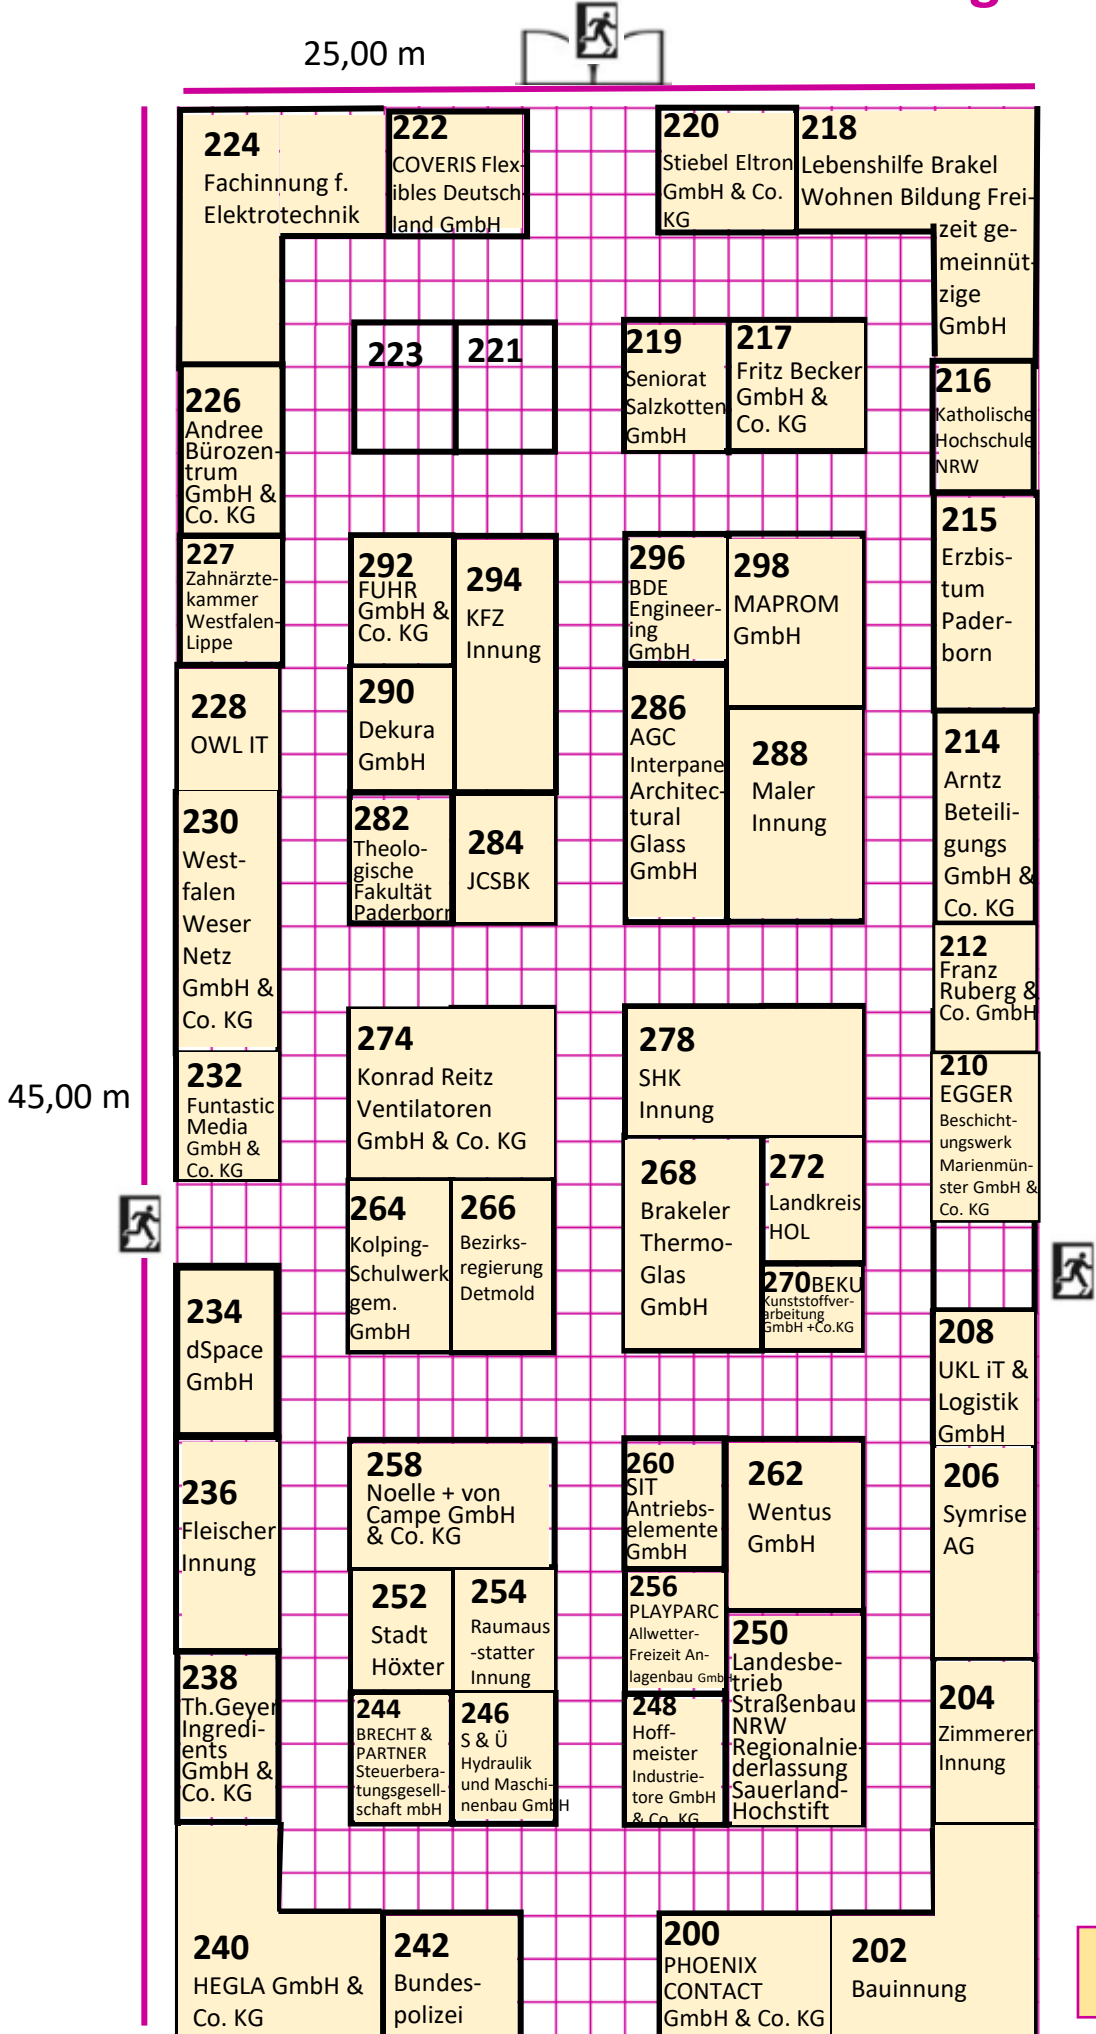 25,00 m
224
Fachinnung f.
Elektrotechnik
222
COVERIS Flex-
ibles Deutsch-
land GmbH
220
Stiebel Eltron
GmbH & Co.
KG
218
Lebenshilfe Brakel
Wohnen Bildung Frei-
zeit ge-
meinnüt-
zige
GmbH
223
221
219
Seniorat
Salzkotten
GmbH
217
Fritz Becker
GmbH &
Co. KG
216
Katholische
Hochschule
NRW
226
Andree
Bürozen-
trum
GmbH &
Co. KG
215
Erzbis-
tum
Pader-
born
227
Zahnärzte-
kammer
Westfalen-
Lippe
292
FUHR
GmbH &
Co. KG
294
KFZ
Innung
296
BDE
Engineer-
ing
GmbH
298
MAPROM
GmbH
228
OWL IT
290
Dekura
GmbH
286
AGC
Interpane
Architec-
tural
Glass
GmbH
288
Maler
Innung
214
Arntz
Beteili-
gungs
GmbH &
Co. KG
230
West-
falen
Weser
Netz
GmbH &
Co. KG
282
Theolo-
gische
Fakultät
Paderborn
284
JCSBK
212
Franz
Ruberg &
Co. GmbH
274
Konrad Reitz
Ventilatoren
GmbH & Co. KG
278
SHK
Innung
232
Funtastic
Media
GmbH &
Co. KG
210
EGGER
Beschicht-
ungswerk
Marienmün-
ster GmbH &
Co. KG
45,00 m
264
Kolping-
Schulwerk
gem.
GmbH
266
Bezirks-
regierung
Detmold
268
Brakeler
Thermo-
Glas
GmbH
272
Landkreis
HOL
270 BEKU
Kunststoffver-
arbeitung
GmbH +Co.KG
234
dSpace
GmbH
208
UKL iT &
Logistik
GmbH
236
Fleischer
Innung
258
Noelle + von
Campe GmbH
& Co. KG
260
SIT
Antriebs-
elemente
GmbH
262
Wentus
GmbH
206
Symrise
AG
252
Stadt
Höxter
254
Raumaus
-statter
Innung
256
PLAYPARC
Allwetter-
Freizeit An-
lagenbau GmbH
250
Landesbe-
trieb
Straßenbau
NRW
Regionalnie-
derlassung
Sauerland-
Hochstift
238
Th.Geyer
Ingredi-
ents
GmbH &
Co. KG
244
BRECHT &
PARTNER
Steuerbera-
tungsgesell-
schaft mbH
246
S & Ü
Hydraulik
und Maschi-
nenbau GmbH
248
Hoff-
meister
Industrie-
tore GmbH
& Co. KG
204
Zimmerer
Innung
240
HEGLA GmbH &
Co. KG
242
Bundes-
polizei
200
PHOENIX
CONTACT
GmbH & Co. KG
202
Bauinnung